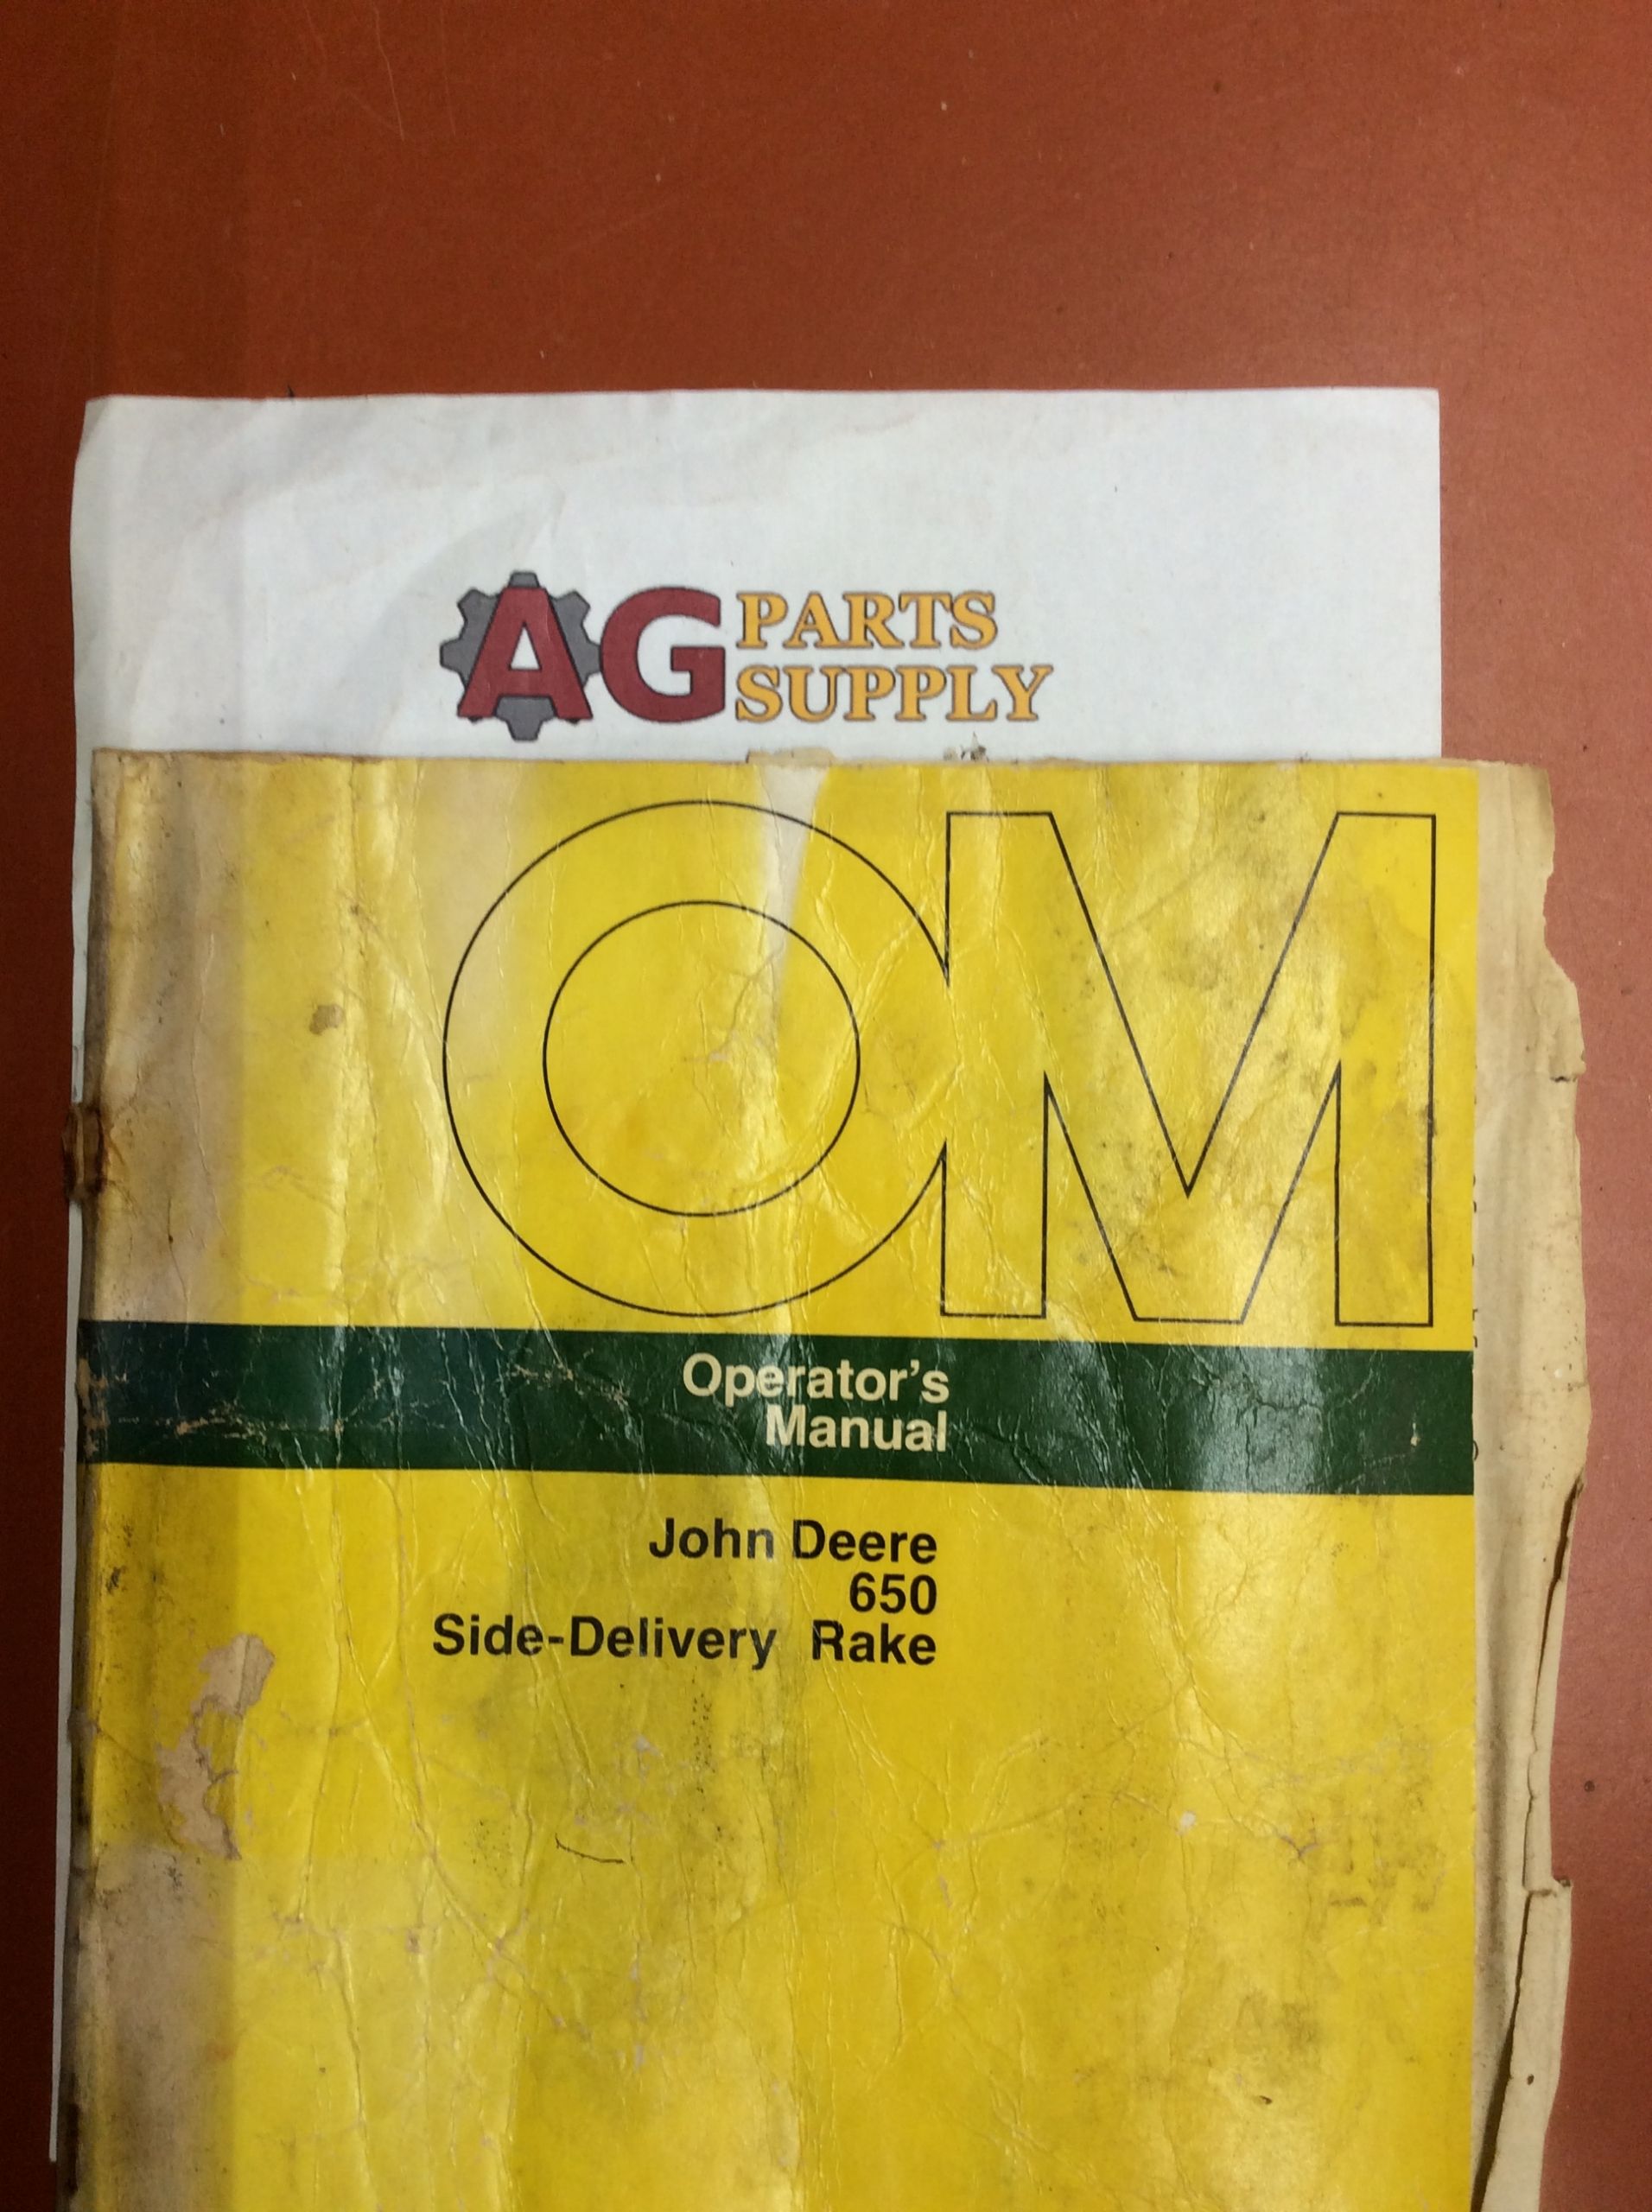 AG PARTS
SUPPLY
OM
Operator's
Manual
John Deere
650
Side-Delivery Rake